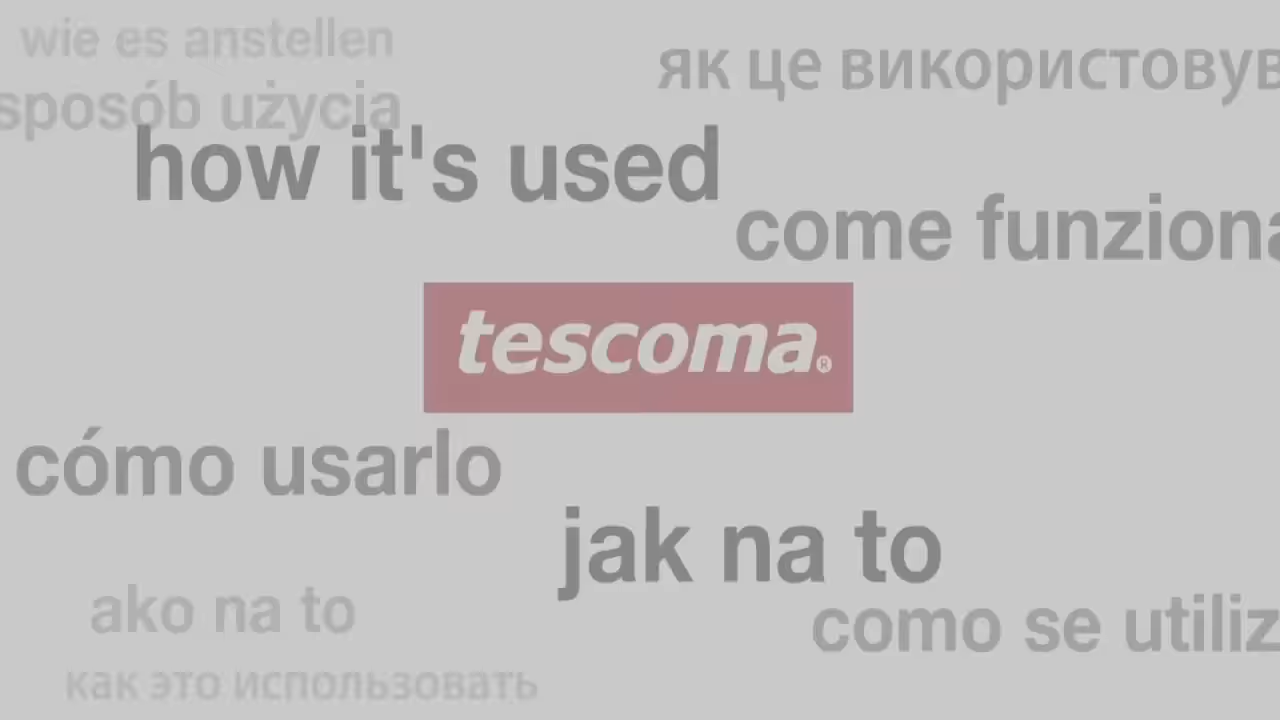 wie es anstellen
як це використовув
sposób użycia
how it's used
come funziona
tescoma®
cómo usarlo
jak na to
ako na to
como se utiliz
как это использовать